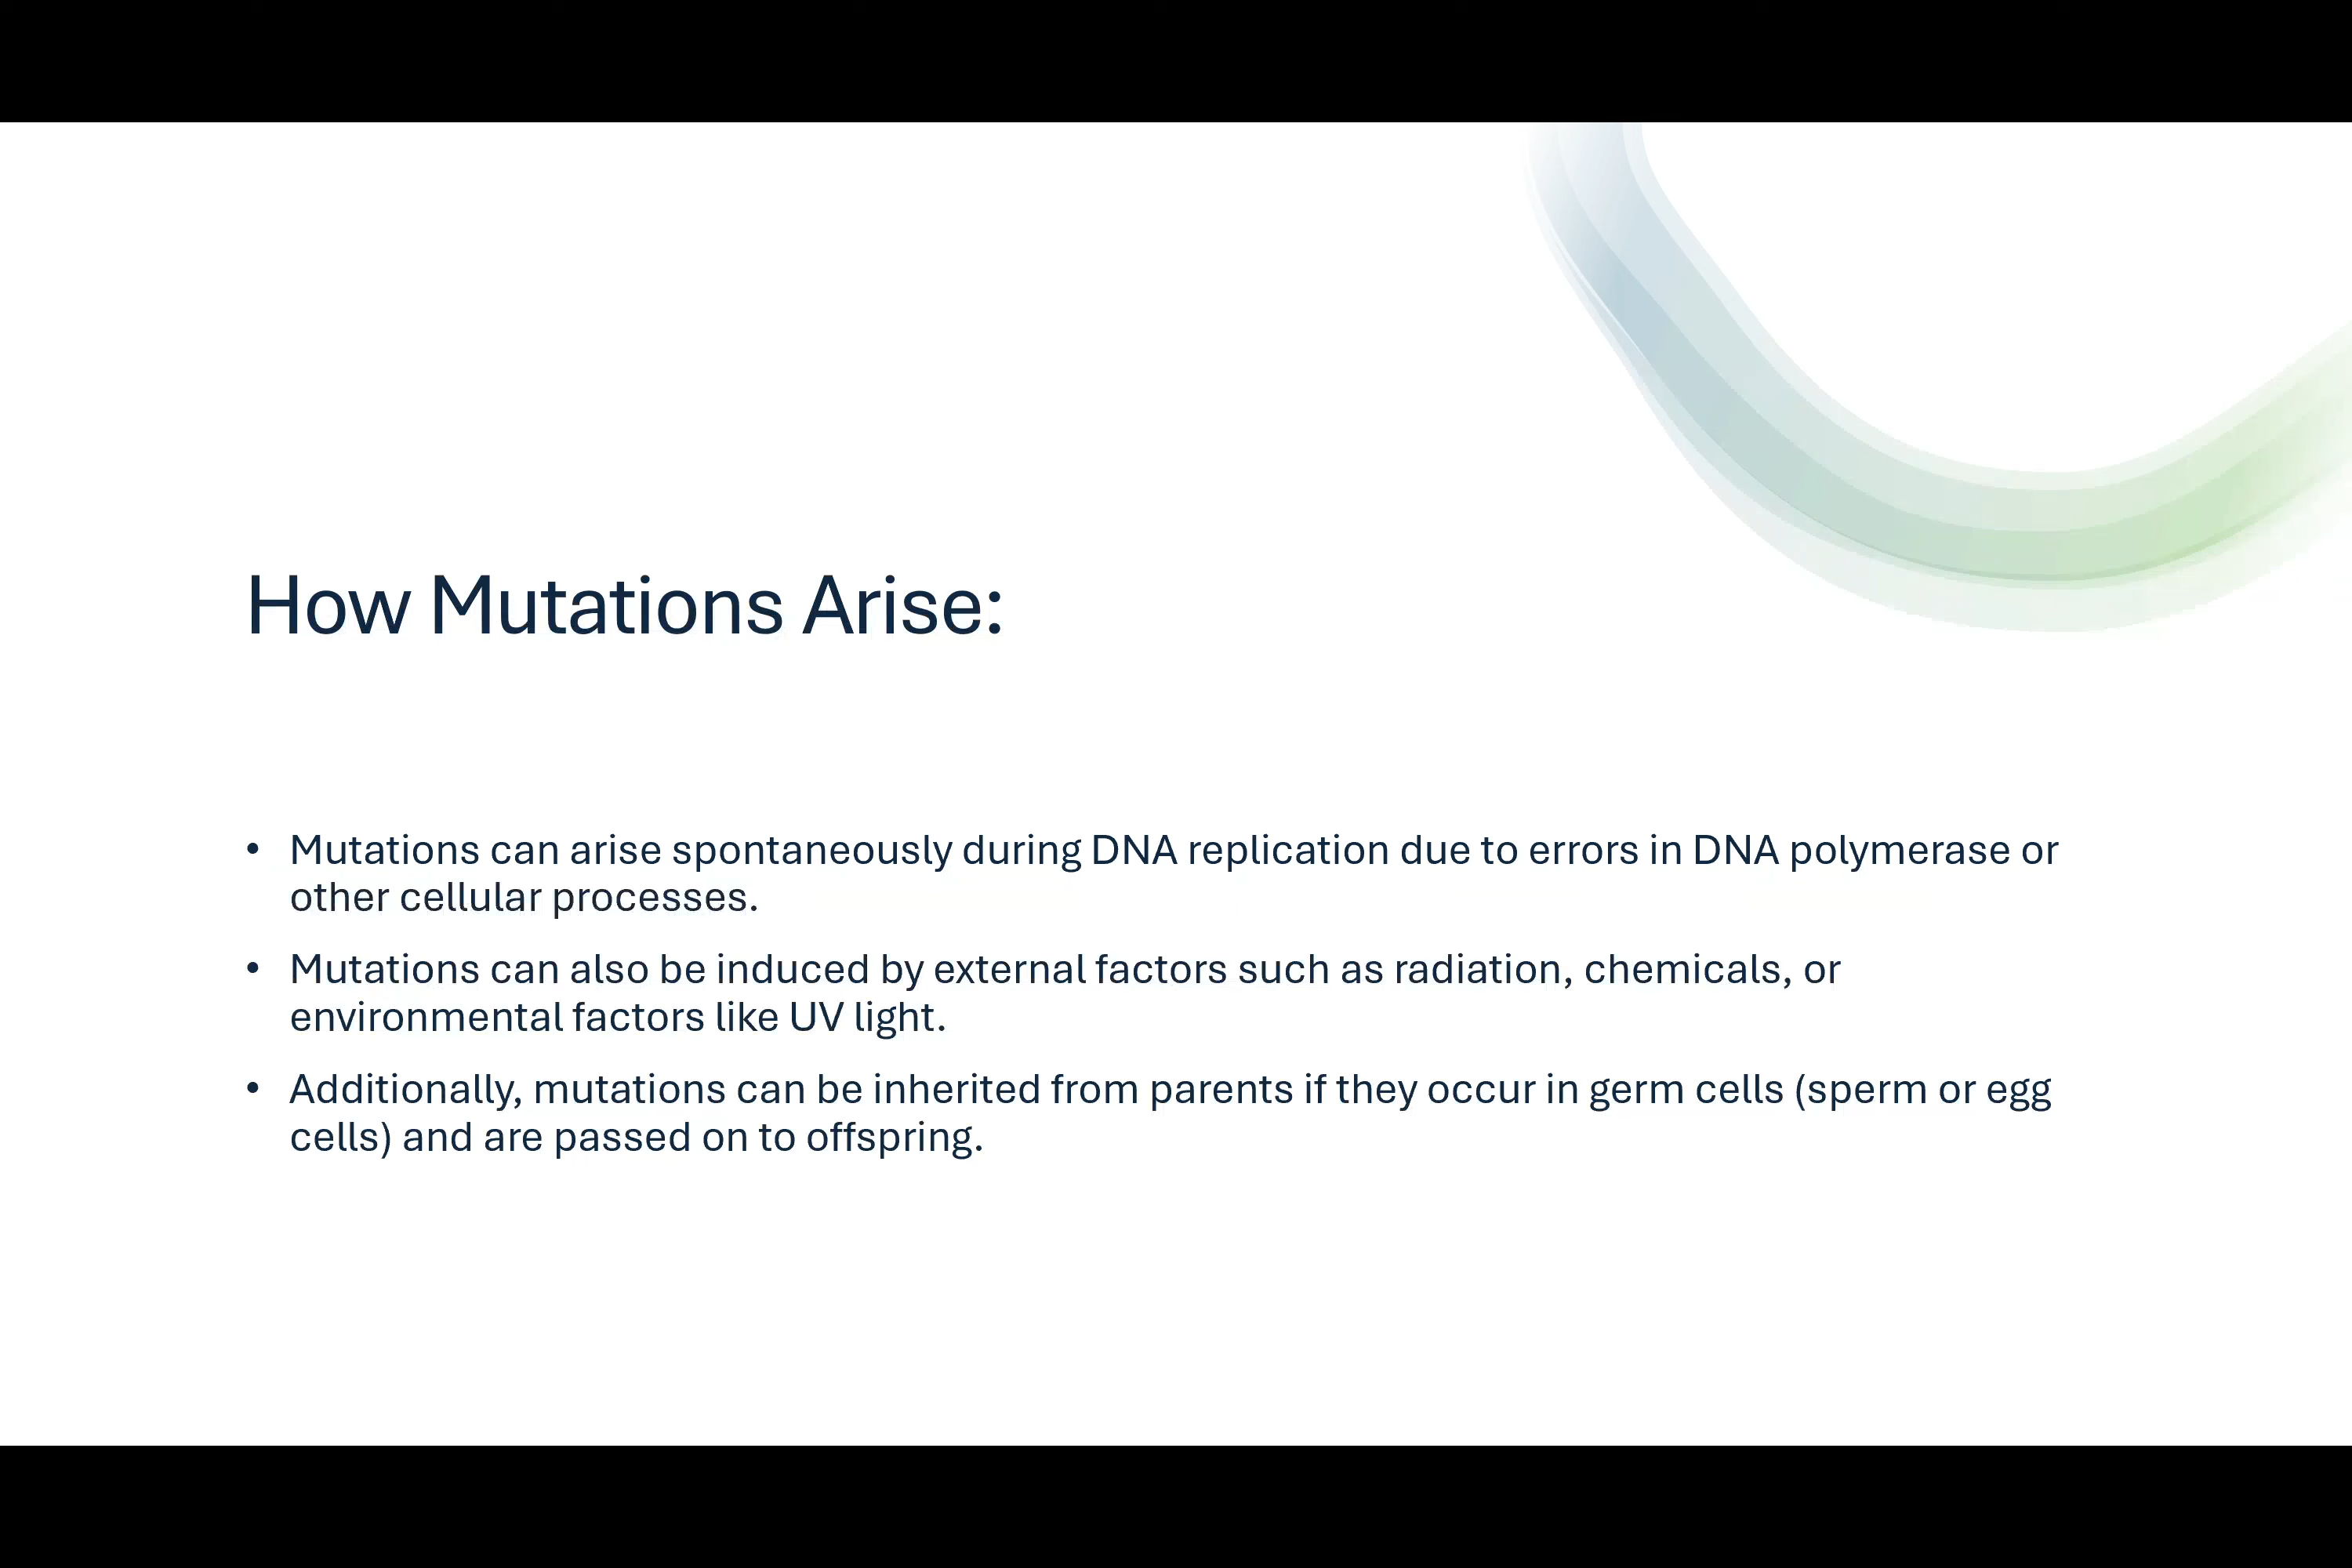 How Mutations Arise:
• Mutations can arise spontaneously during DNA replication due to errors in DNA polymerase or
other cellular processes.
• Mutations can also be induced by external factors such as radiation, chemicals, or
environmental factors like UV light.
• Additionally, mutations can be inherited from parents if they occur in germ cells (sperm or egg
cells) and are passed on to offspring.